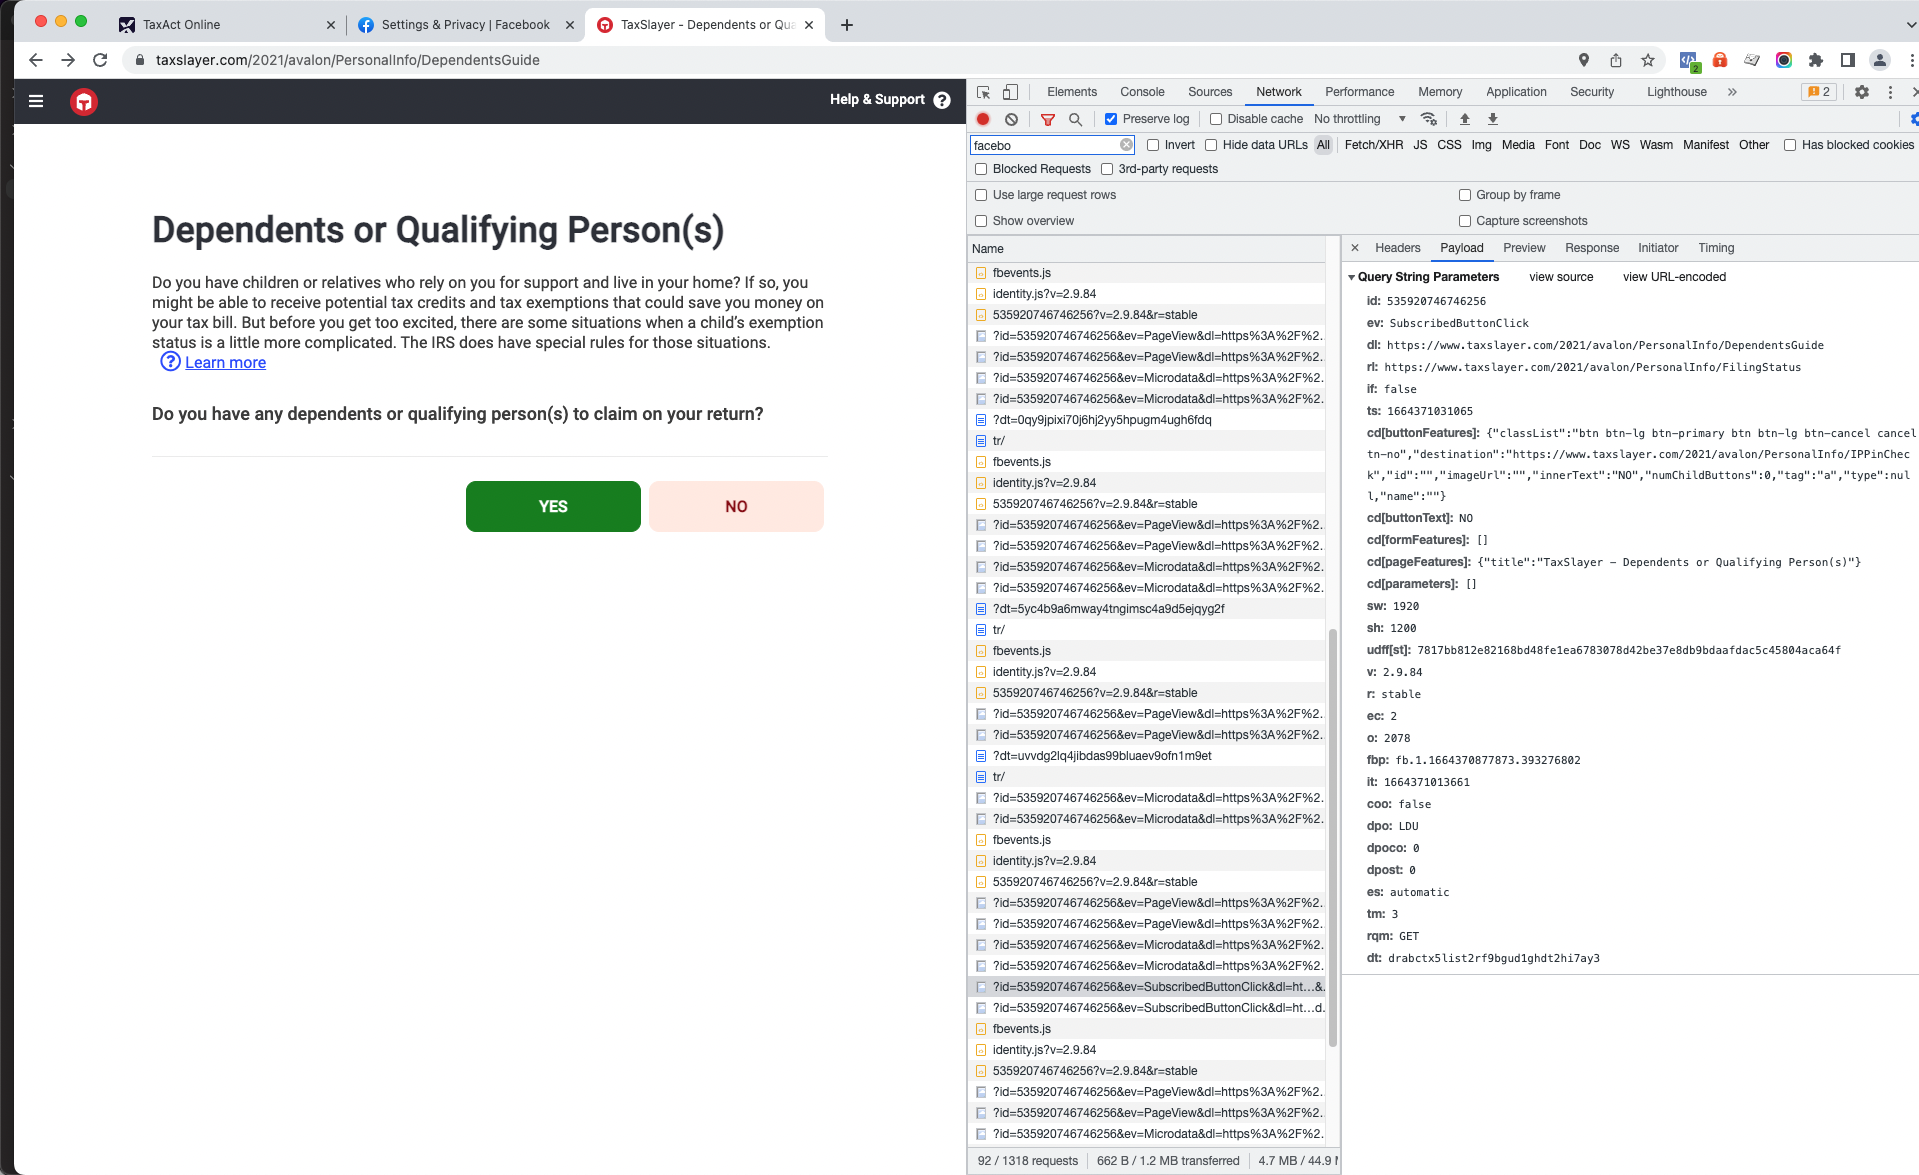 TaxAct Online
Settings & Privacy | Facebook
TaxSlayer - Dependents or Qua
taxslayer.com/2021/avalon/PersonalInfo/DependentsGuide
2
Help & Support
Elements Console Sources Network Performance Memory Application Security Lighthouse 2
Preserve log Disable cache No throttling
facebo Invert Hide data URLs All Fetch/XHR JS CSS Img Media Font Doc WS Wasm Manifest Other Has blocked cookies
Blocked Requests 3rd-party requests
Use large request rows Group by frame
Show overview Capture screenshots
Dependents or Qualifying Person(s)
Do you have children or relatives who rely on you for support and live in your home? If so, you
might be able to receive potential tax credits and tax exemptions that could save you money on
your tax bill. But before you get too excited, there are some situations when a child's exemption
status is a little more complicated. The IRS does have special rules for those situations.
Learn more
Do you have any dependents or qualifying person(s) to claim on your return?
YES NO
Name
fbevents.js
identity.js?v=2.9.84
535920746746256?v=2.9.84&r=stable
?id=535920746746256&ev=PageView&dl=https%3A%2F%2...
?id=535920746746256&ev=PageView&dl=https%3A%2F%2...
?id=535920746746256&ev=Microdata&dl=https%3A%2F%2...
?id=535920746746256&ev=Microdata&dl=https%3A%2F%2...
?dt=0qy9jpixi70j6hj2yy5hpugm4ugh6fdq
tr/
fbevents.js
identity.js?v=2.9.84
535920746746256?v=2.9.84&r=stable
?id=535920746746256&ev=PageView&dl=https%3A%2F%2...
?id=535920746746256&ev=PageView&dl=https%3A%2F%2...
?id=535920746746256&ev=Microdata&dl=https%3A%2F%2...
?id=535920746746256&ev=Microdata&dl=https%3A%2F%2...
?dt=5yc4b9a6mway4tngimsc4a9d5ejqyg2f
tr/
fbevents.js
identity.js?v=2.9.84
535920746746256?v=2.9.84&r=stable
?id=535920746746256&ev=PageView&dl=https%3A%2F%2...
?id=535920746746256&ev=PageView&dl=https%3A%2F%2...
?dt=uvvdg2lq4jibdas99bluaev9ofn1m9et
tr/
?id=535920746746256&ev=Microdata&dl=https%3A%2F%2...
?id=535920746746256&ev=Microdata&dl=https%3A%2F%2...
fbevents.js
identity.js?v=2.9.84
535920746746256?v=2.9.84&r=stable
?id=535920746746256&ev=PageView&dl=https%3A%2F%2...
?id=535920746746256&ev=PageView&dl=https%3A%2F%2...
?id=535920746746256&ev=Microdata&dl=https%3A%2F%2...
?id=535920746746256&ev=Microdata&dl=https%3A%2F%2...
?id=535920746746256&ev=SubscribedButtonClick&dl=ht...&.
?id=535920746746256&ev=SubscribedButtonClick&dl=ht...d.
fbevents.js
identity.js?v=2.9.84
535920746746256?v=2.9.84&r=stable
?id=535920746746256&ev=PageView&dl=https%3A%2F%2...
?id=535920746746256&ev=PageView&dl=https%3A%2F%2...
?id=535920746746256&ev=Microdata&dl=https%3A%2F%2...
92 / 1318 requests 662 B / 1.2 MB transferred 4.7 MB / 44.9
Headers Payload Preview Response Initiator Timing
Query String Parameters view source view URL-encoded
id: 535920746746256
ev: SubscribedButtonClick
dl: https://www.taxslayer.com/2021/avalon/PersonalInfo/DependentsGuide
rl: https://www.taxslayer.com/2021/avalon/PersonalInfo/FilingStatus
if: false
ts: 1664371031065
cd[buttonFeatures]: {"classList":"btn btn-lg btn-primary btn btn-lg btn-cancel cancel
tn-no","destination":"https://www.taxslayer.com/2021/avalon/PersonalInfo/IPPinChec
k","id":"","imageUrl":"","innerText":"NO","numChildButtons":0,"tag":"a","type":nul
l,"name":""}
cd[buttonText]: NO
cd[formFeatures]: []
cd[pageFeatures]: {"title":"TaxSlayer - Dependents or Qualifying Person(s)"}
cd[parameters]: []
sw: 1920
sh: 1200
udff[st]: 7817bb812e82168bd48fe1ea6783078d42be37e8db9bdaafdac5c45804aca64f
v: 2.9.84
r: stable
ec: 2
o: 2078
fbp: fb.1.1664370877873.393276802
it: 1664371013661
coo: false
dpo: LDU
dpoco: 0
dpost: 0
es: automatic
tm: 3
rqm: GET
dt: drabctx5list2rf9bgud1ghdt2hi7ay3